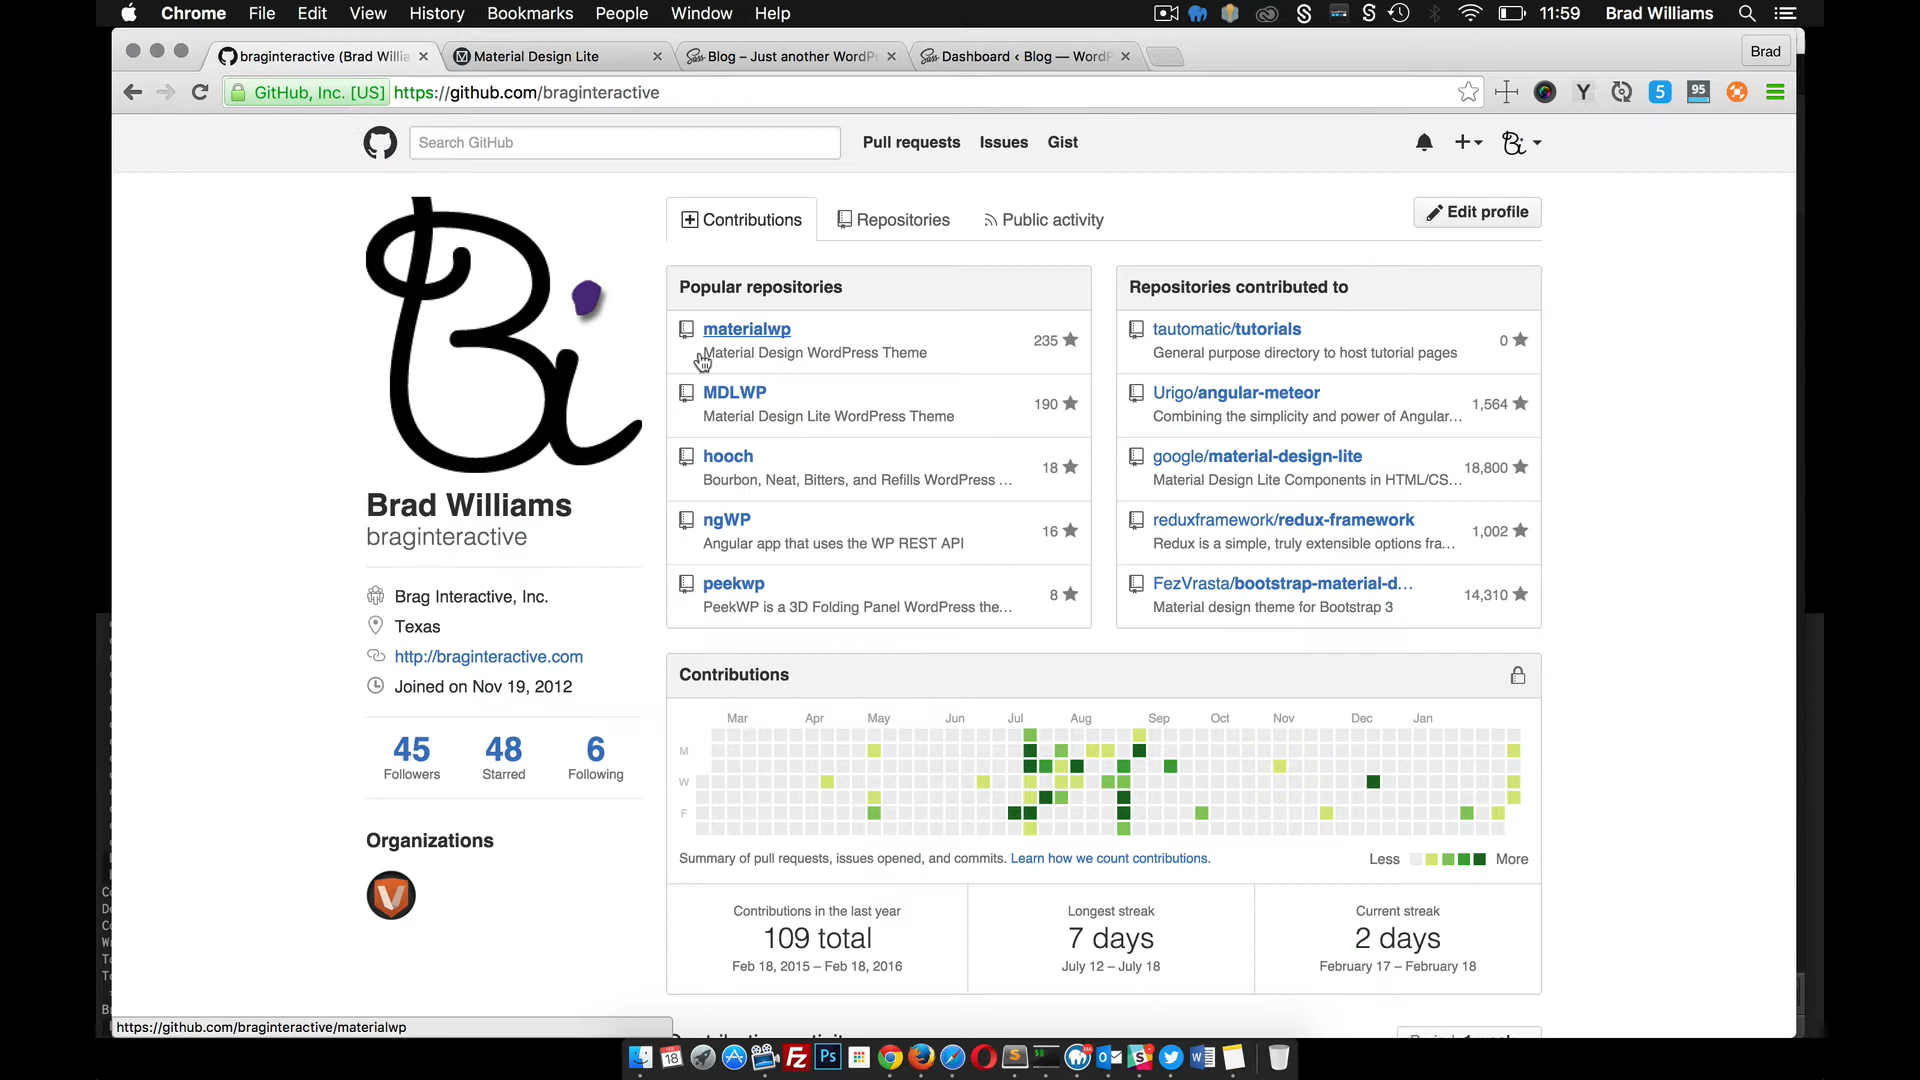 Chrome File Edit View History Bookmarks People Window Help 11:59 Brad Williams
braginteractive (Brad Willia Material Design Lite Blog – Just another WordPr Dashboard ‹ Blog — WordP Brad
GitHub, Inc. [US] https://github.com/braginteractive Y 5 95
Search GitHub Pull requests Issues Gist Bi
Bi
Contributions Repositories Public activity Edit profile
Popular repositories
materialwp
Material Design WordPress Theme
235
MDLWP
Material Design Lite WordPress Theme
190
hooch
Bourbon, Neat, Bitters, and Refills WordPress ...
18
ngWP
Angular app that uses the WP REST API
16
peekwp
PeekWP is a 3D Folding Panel WordPress the...
8
Repositories contributed to
tautomatic/tutorials
General purpose directory to host tutorial pages
0
Urigo/angular-meteor
Combining the simplicity and power of Angular...
1,564
google/material-design-lite
Material Design Lite Components in HTML/CS...
18,800
reduxframework/redux-framework
Redux is a simple, truly extensible options fra...
1,002
FezVrasta/bootstrap-material-d...
Material design theme for Bootstrap 3
14,310
Brad Williams
braginteractive
Brag Interactive, Inc.
Texas
http://braginteractive.com
Joined on Nov 19, 2012
45 48 6
Followers Starred Following
Organizations
V
Contributions
Mar Apr May Jun Jul Aug Sep Oct Nov Dec Jan
M
W
F
Summary of pull requests, issues opened, and commits. Learn how we count contributions. Less More
Contributions in the last year
109 total
Feb 18, 2015 – Feb 18, 2016
Longest streak
7 days
July 12 – July 18
Current streak
2 days
February 17 – February 18
https://github.com/braginteractive/materialwp
18 Fz Ps